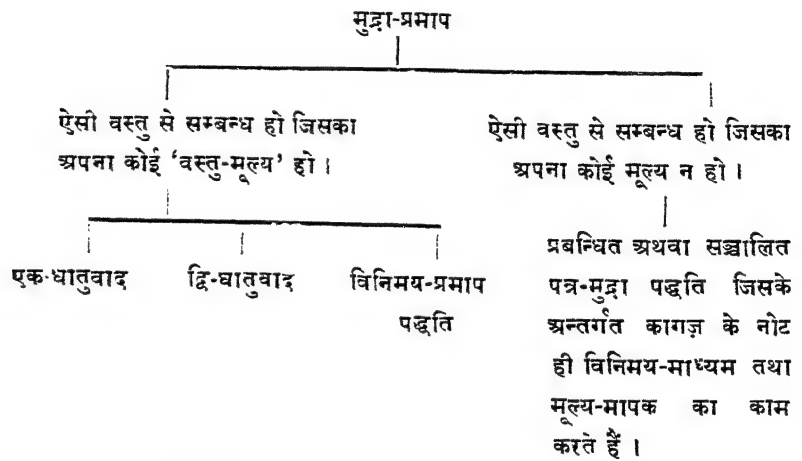 मुद्रा-प्रमाप
ऐसी वस्तु से सम्बन्ध हो जिसका
अपना कोई 'वस्तु-मूल्य' हो।
ऐसी वस्तु से सम्बन्ध हो जिसका
अपना कोई मूल्य न हो।
एक-धातुवाद
द्वि-धातुवाद
विनिमय-प्रमाप
पद्धति
प्रबन्धित अथवा सञ्चालित
पत्र-मुद्रा पद्धति जिसके
अन्तर्गत कागज़ के नोट
ही विनिमय-माध्यम तथा
मूल्य-मापक का काम
करते हैं।